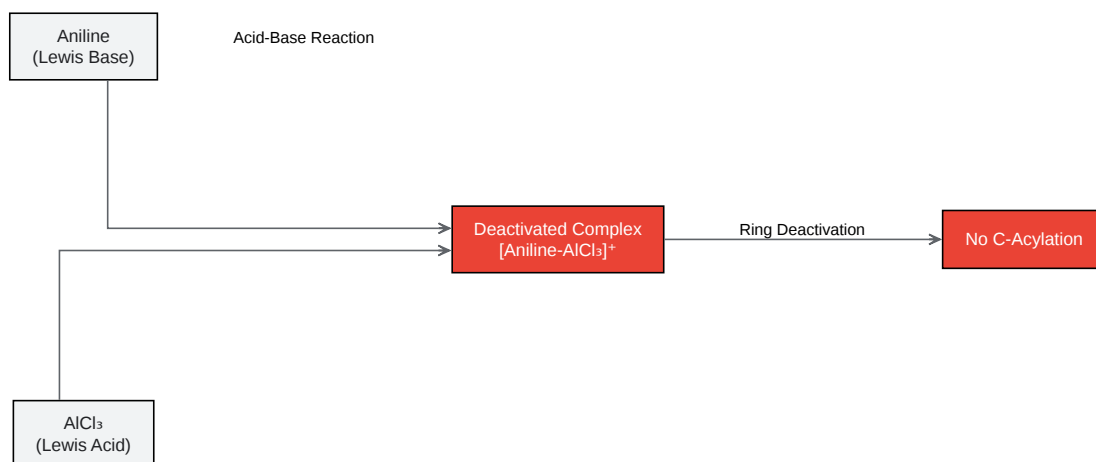 Aniline
(Lewis Base)
Acid-Base Reaction
Deactivated Complex
[Aniline-AlCl₃]⁺
Ring Deactivation
No C-Acylation
AlCl₃
(Lewis Acid)